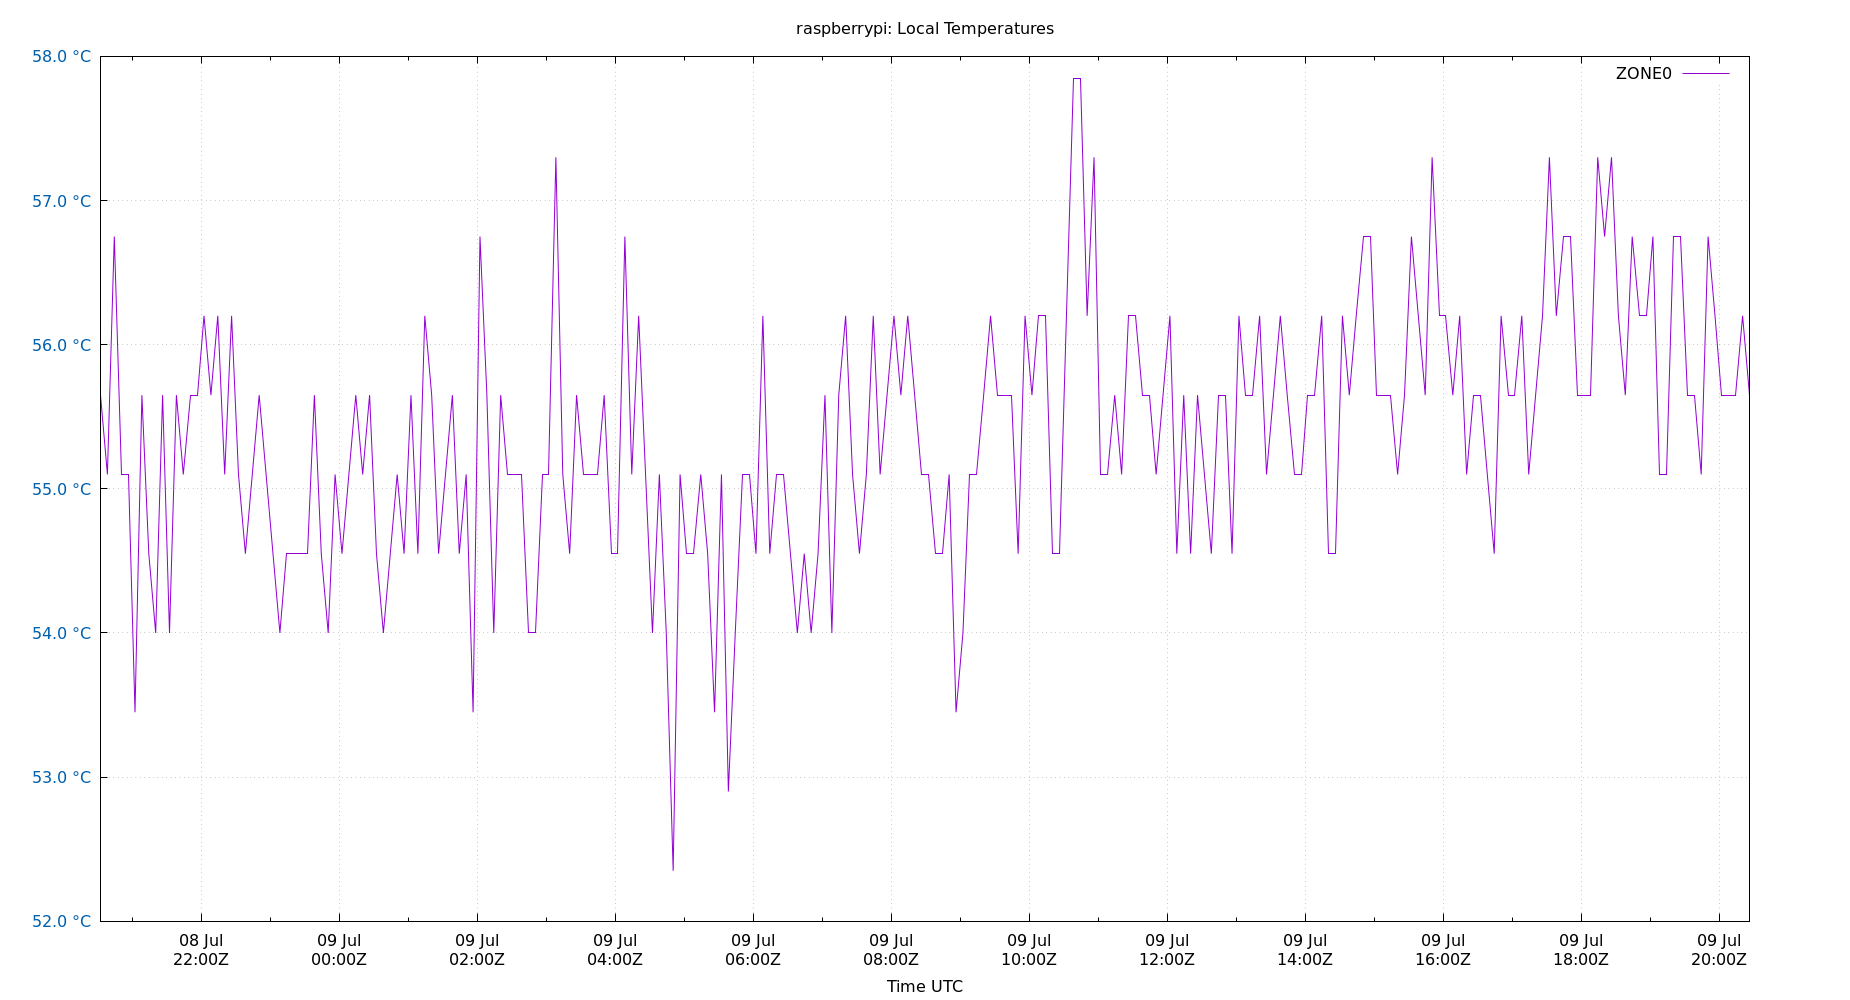 raspberrypi: Local Temperatures
58.0 °C
ZONE0
57.0 °C
56.0 °C
55.0 °C
54.0 °C
53.0 °C
52.0 °C
08 Jul 09 Jul 09 Jul 09 Jul 09 Jul 09 Jul 09 Jul 09 Jul 09 Jul 09 Jul 09 Jul 09 Jul
22:00Z 00:00Z 02:00Z 04:00Z 06:00Z 08:00Z 10:00Z 12:00Z 14:00Z 16:00Z 18:00Z 20:00Z
Time UTC